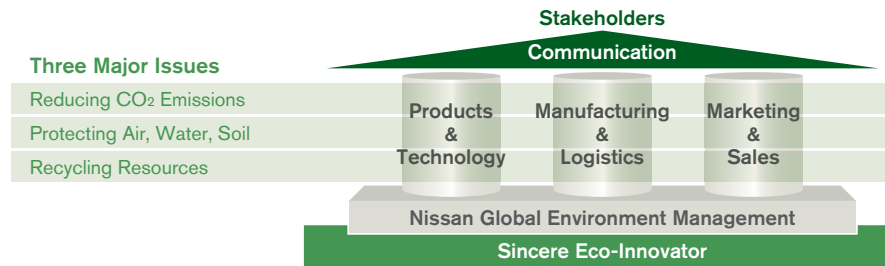 Stakeholders
Communication
Three Major Issues
Reducing CO₂ Emissions
Protecting Air, Water, Soil
Recycling Resources
Products
&
Technology
Manufacturing
&
Logistics
Marketing
&
Sales
Nissan Global Environment Management
Sincere Eco-Innovator